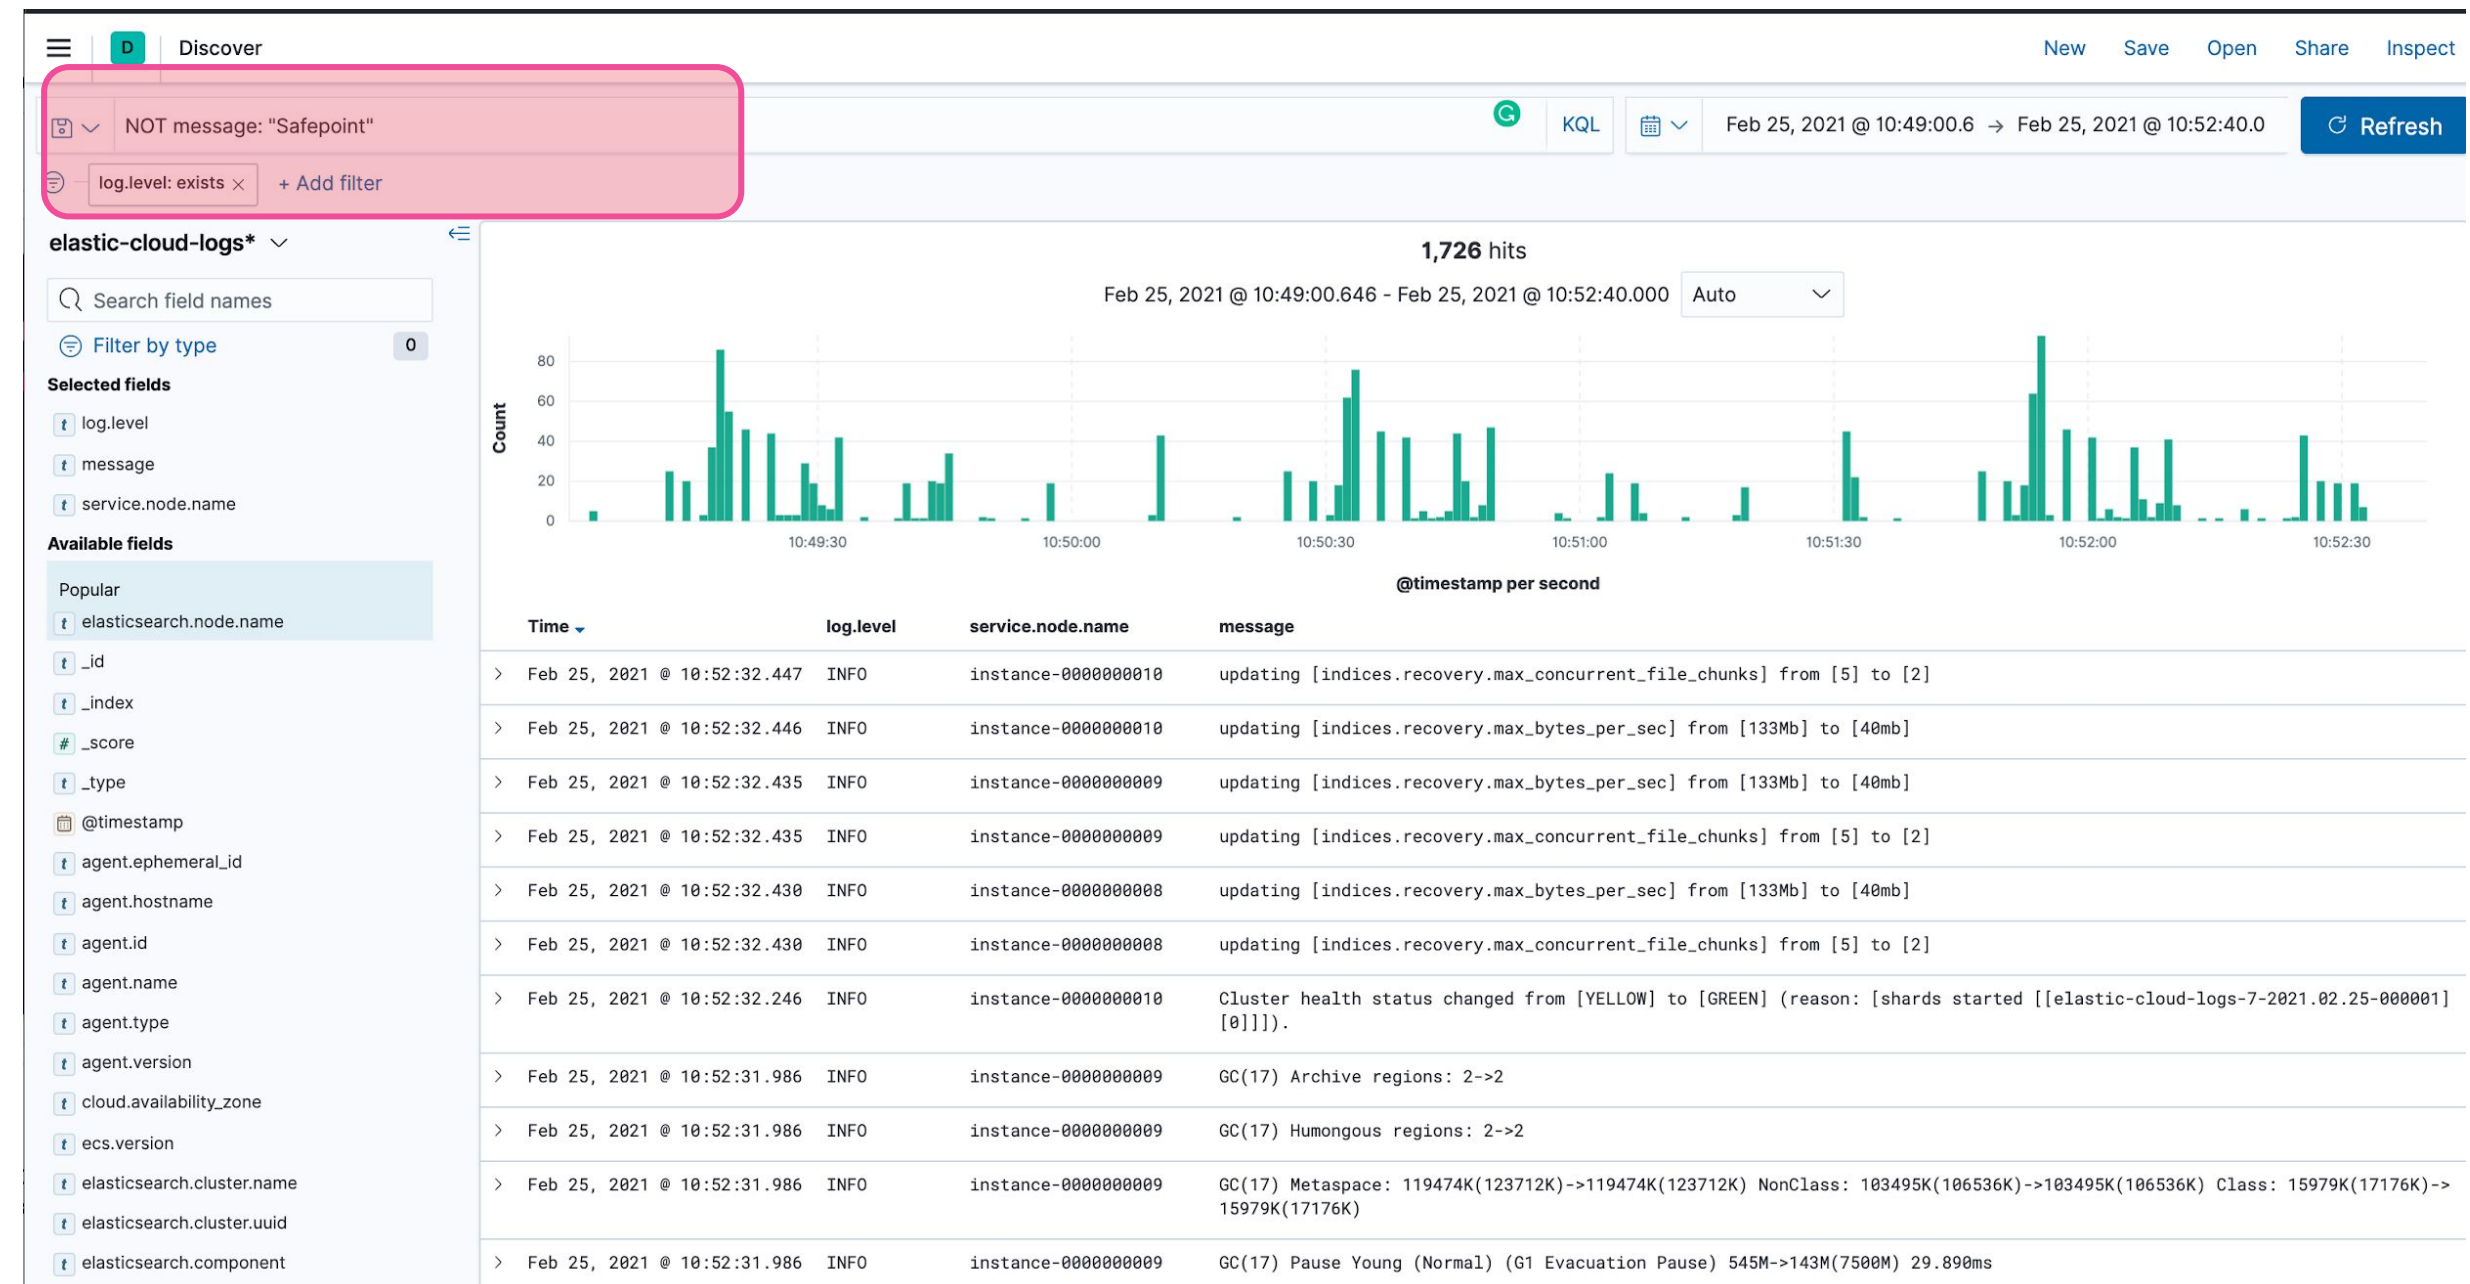 D Discover New Save Open Share Inspect
NOT message: "Safepoint" KQL Feb 25, 2021 @ 10:49:00.6 → Feb 25, 2021 @ 10:52:40.0 Refresh
log.level: exists × + Add filter
elastic-cloud-logs*
Search field names
Filter by type 0
Selected fields
t log.level
t message
t service.node.name
Available fields
Popular
t elasticsearch.node.name
t _id
t _index
# _score
t _type
@timestamp
t agent.ephemeral_id
t agent.hostname
t agent.id
t agent.name
t agent.type
t agent.version
t cloud.availability_zone
t ecs.version
t elasticsearch.cluster.name
t elasticsearch.cluster.uuid
t elasticsearch.component
1,726 hits
Feb 25, 2021 @ 10:49:00.646 - Feb 25, 2021 @ 10:52:40.000 Auto
Count
80
60
40
20
0
10:49:30 10:50:00 10:50:30 10:51:00 10:51:30 10:52:00 10:52:30
@timestamp per second
Time log.level service.node.name message
> Feb 25, 2021 @ 10:52:32.447 INFO instance-0000000010 updating [indices.recovery.max_concurrent_file_chunks] from [5] to [2]
> Feb 25, 2021 @ 10:52:32.446 INFO instance-0000000010 updating [indices.recovery.max_bytes_per_sec] from [133Mb] to [40mb]
> Feb 25, 2021 @ 10:52:32.435 INFO instance-0000000009 updating [indices.recovery.max_bytes_per_sec] from [133Mb] to [40mb]
> Feb 25, 2021 @ 10:52:32.435 INFO instance-0000000009 updating [indices.recovery.max_concurrent_file_chunks] from [5] to [2]
> Feb 25, 2021 @ 10:52:32.430 INFO instance-0000000008 updating [indices.recovery.max_bytes_per_sec] from [133Mb] to [40mb]
> Feb 25, 2021 @ 10:52:32.430 INFO instance-0000000008 updating [indices.recovery.max_concurrent_file_chunks] from [5] to [2]
> Feb 25, 2021 @ 10:52:32.246 INFO instance-0000000010 Cluster health status changed from [YELLOW] to [GREEN] (reason: [shards started [[elastic-cloud-logs-7-2021.02.25-000001]
[0]]]).
> Feb 25, 2021 @ 10:52:31.986 INFO instance-0000000009 GC(17) Archive regions: 2->2
> Feb 25, 2021 @ 10:52:31.986 INFO instance-0000000009 GC(17) Humongous regions: 2->2
> Feb 25, 2021 @ 10:52:31.986 INFO instance-0000000009 GC(17) Metaspace: 119474K(123712K)->119474K(123712K) NonClass: 103495K(106536K)->103495K(106536K) Class: 15979K(17176K)->
15979K(17176K)
> Feb 25, 2021 @ 10:52:31.986 INFO instance-0000000009 GC(17) Pause Young (Normal) (G1 Evacuation Pause) 545M->143M(7500M) 29.890ms